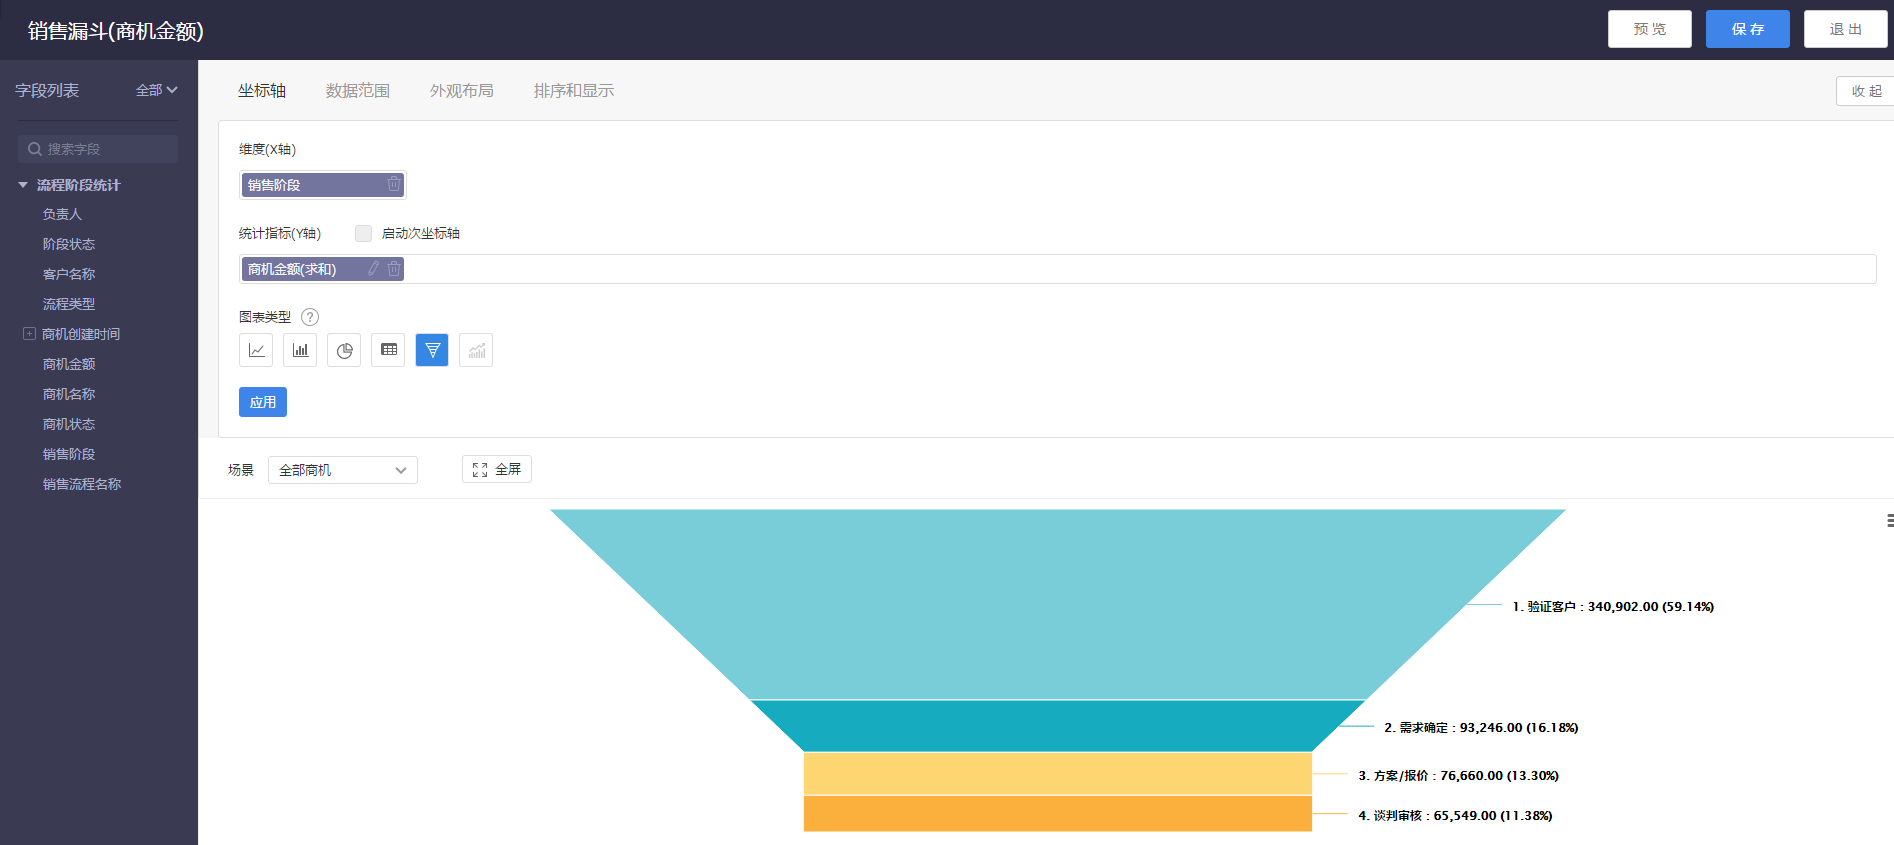 销售漏斗(商机金额)
预 览
保 存
退 出
字段列表
全部
坐标轴
数据范围
外观布局
排序和显示
收 起
搜索字段
流程阶段统计
负责人
阶段状态
客户名称
流程类型
商机创建时间
商机金额
商机名称
商机状态
销售阶段
销售流程名称
维度(X轴)
销售阶段
统计指标(Y轴)
启动次坐标轴
商机金额(求和)
图表类型
?
应用
场景
全部商机
全屏
1. 验证客户 : 340,902.00 (59.14%)
2. 需求确定 : 93,246.00 (16.18%)
3. 方案/报价 : 76,660.00 (13.30%)
4. 谈判审核 : 65,549.00 (11.38%)